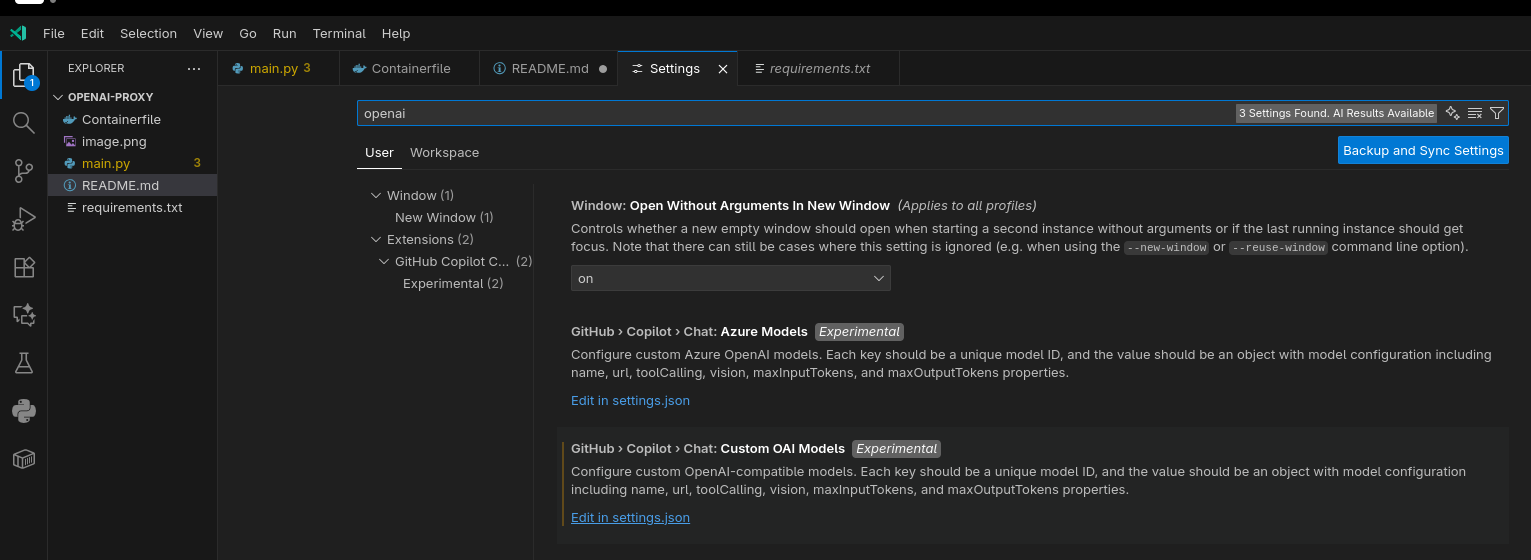 File Edit Selection View Go Run Terminal Help
EXPLORER ...
main.py 3 Containerfile README.md Settings requirements.txt
1
OPENAI-PROXY
Containerfile
image.png
main.py 3
README.md
requirements.txt
openai 3 Settings Found. AI Results Available
User Workspace Backup and Sync Settings
Window (1)
New Window (1)
Extensions (2)
GitHub Copilot C... (2)
Experimental (2)
Window: Open Without Arguments In New Window (Applies to all profiles)
Controls whether a new empty window should open when starting a second instance without arguments or if the last running instance should get
focus. Note that there can still be cases where this setting is ignored (e.g. when using the --new-window or --reuse-window command line option).
on
GitHub › Copilot › Chat: Azure Models Experimental
Configure custom Azure OpenAI models. Each key should be a unique model ID, and the value should be an object with model configuration including
name, url, toolCalling, vision, maxInputTokens, and maxOutputTokens properties.
Edit in settings.json
GitHub › Copilot › Chat: Custom OAI Models Experimental
Configure custom OpenAI-compatible models. Each key should be a unique model ID, and the value should be an object with model configuration
including name, url, toolCalling, vision, maxInputTokens, and maxOutputTokens properties.
Edit in settings.json